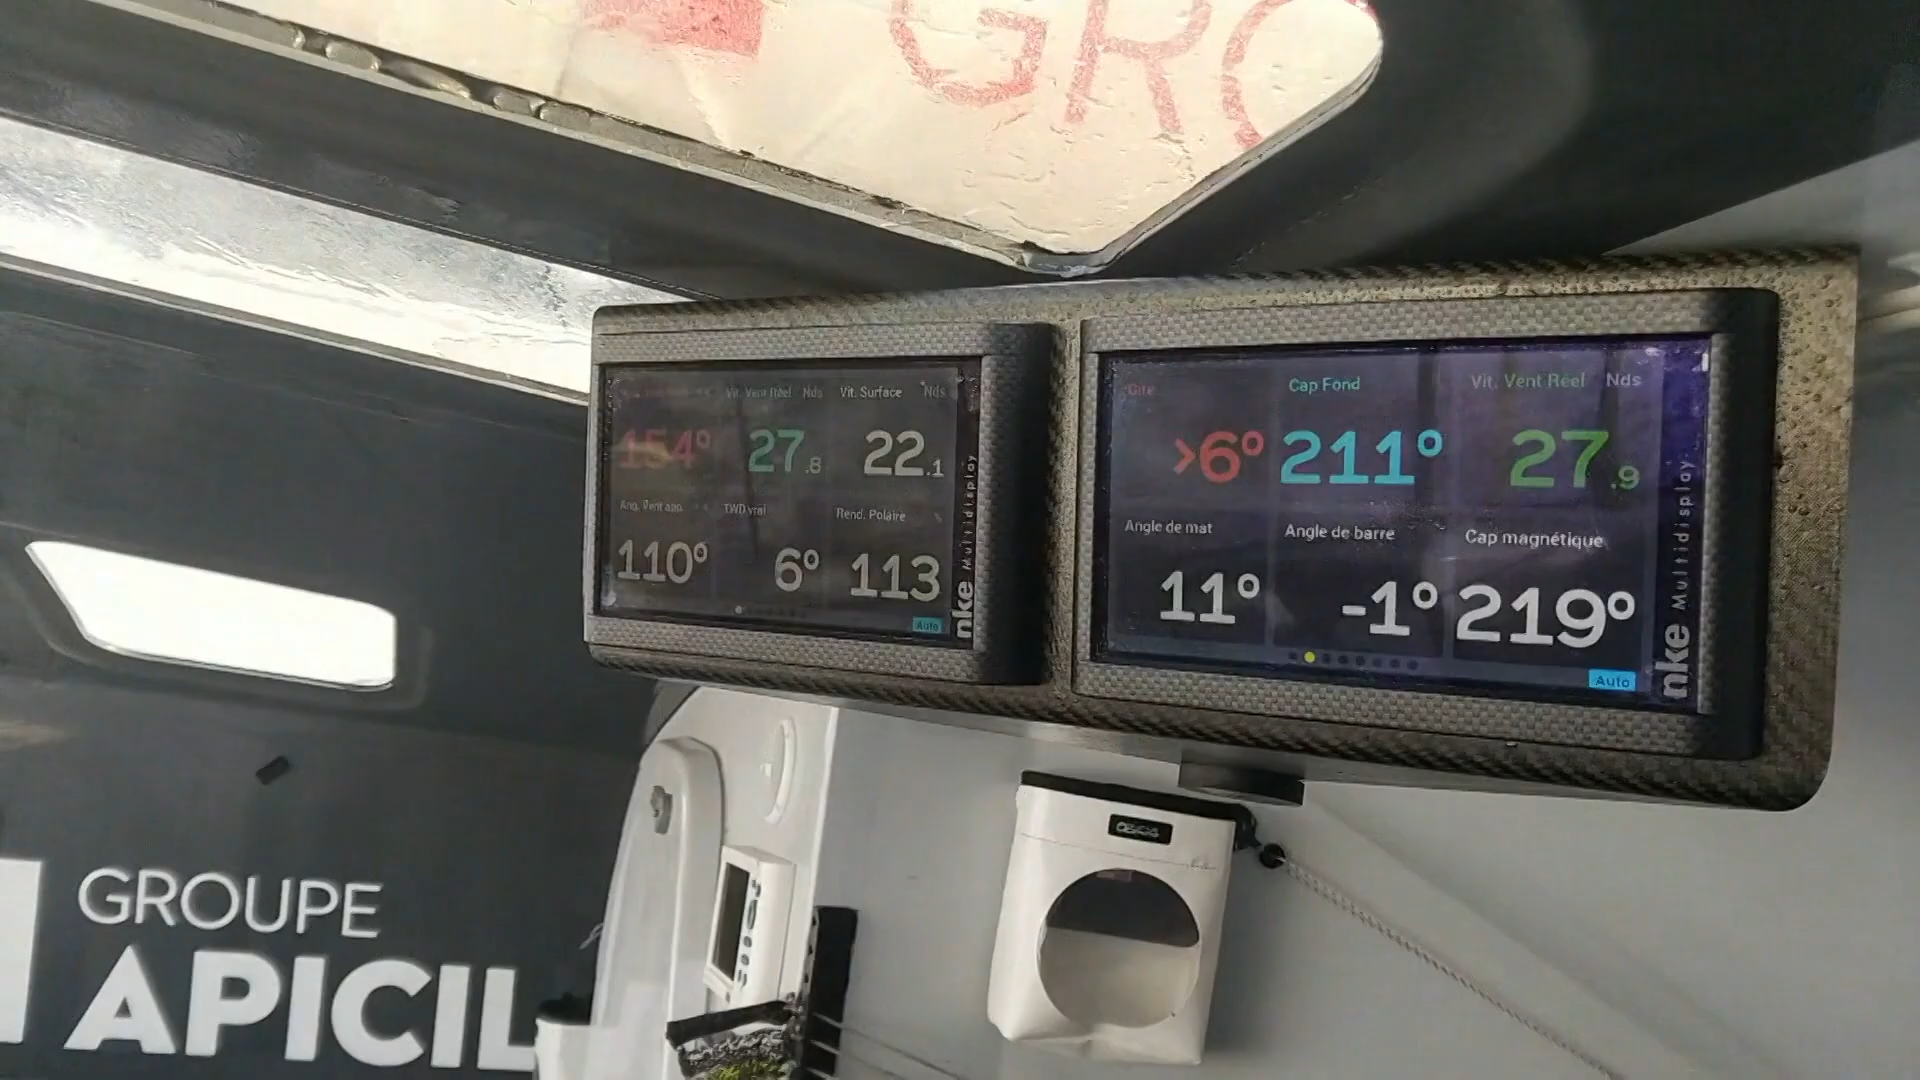 GRO
Vit. Vent Réel Nds
Vit. Surface Nds
154°
27.8
22.1
Ang. Vent app.
TWD vrai
Rend. Polaire %
110°
6°
113
Auto
nke Multidisplay
Gite
Cap Fond
Vit. Vent Réel Nds
>6°
211°
27.9
Angle de mat
Angle de barre
Cap magnétique
11°
-1°
219°
Auto
nke Multidisplay
GROUPE
APICIL